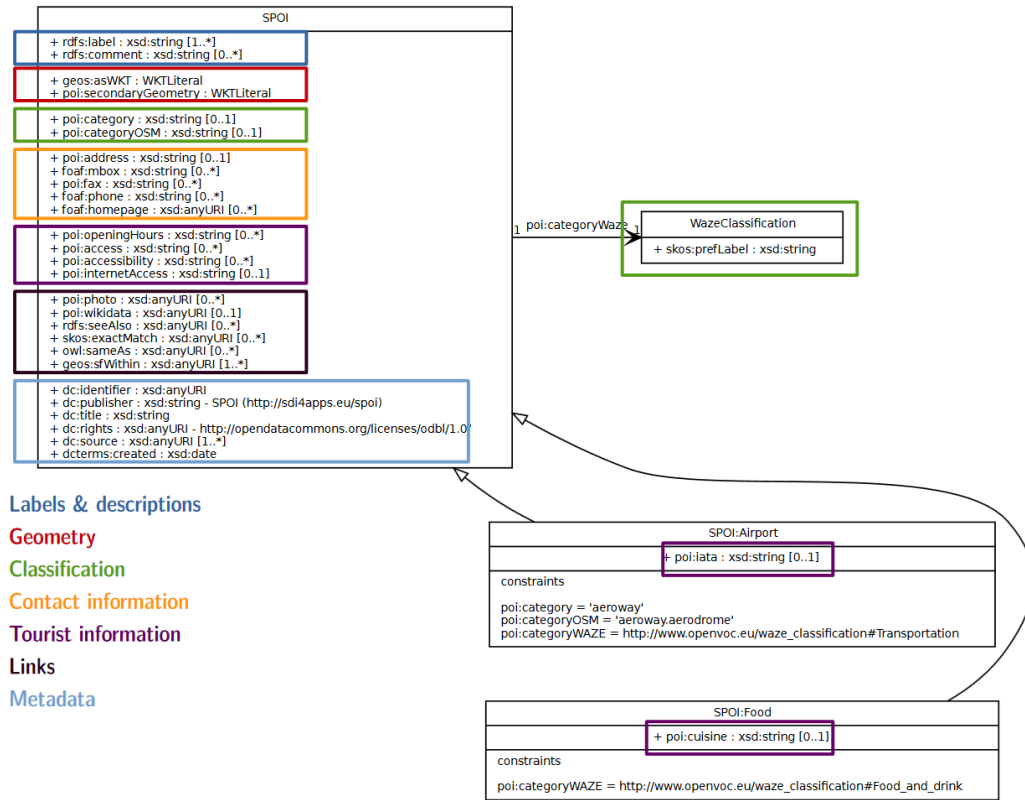 SPOI
+ rdfs:label : xsd:string [1..*]
+ rdfs:comment : xsd:string [0..*]
+ geos:asWKT : WKTLiteral
+ poi:secondaryGeometry : WKTLiteral
+ poi:category : xsd:string [0..1]
+ poi:categoryOSM : xsd:string [0..1]
+ poi:address : xsd:string [0..1]
+ foaf:mbox : xsd:string [0..*]
+ poi:fax : xsd:string [0..*]
+ foaf:phone : xsd:string [0..*]
+ foaf:homepage : xsd:anyURI [0..*]
+ poi:openingHours : xsd:string [0..*]
+ poi:access : xsd:string [0..*]
+ poi:accessibility : xsd:string [0..*]
+ poi:internetAccess : xsd:string [0..1]
+ poi:photo : xsd:anyURI [0..*]
+ poi:wikidata : xsd:anyURI [0..1]
+ rdfs:seeAlso : xsd:anyURI [0..*]
+ skos:exactMatch : xsd:anyURI [0..*]
+ owl:sameAs : xsd:anyURI [0..*]
+ geos:sfWithin : xsd:anyURI [1..*]
+ dc:identifier : xsd:anyURI
+ dc:publisher : xsd:string - SPOI (http://sdi4apps.eu/spoi)
+ dc:title : xsd:string
+ dc:rights : xsd:anyURI - http://opendatacommons.org/licenses/odbl/1.0/
+ dc:source : xsd:anyURI [1..*]
+ dcterms:created : xsd:date
1 poi:categoryWaze 1
WazeClassification
+ skos:prefLabel : xsd:string
Labels & descriptions
Geometry
Classification
Contact information
Tourist information
Links
Metadata
SPOI:Airport
+ poi:iata : xsd:string [0..1]
constraints
poi:category = 'aeroway'
poi:categoryOSM = 'aeroway.aerodrome'
poi:categoryWAZE = http://www.openvoc.eu/waze_classification#Transportation
SPOI:Food
+ poi:cuisine : xsd:string [0..1]
constraints
poi:categoryWAZE = http://www.openvoc.eu/waze_classification#Food_and_drink